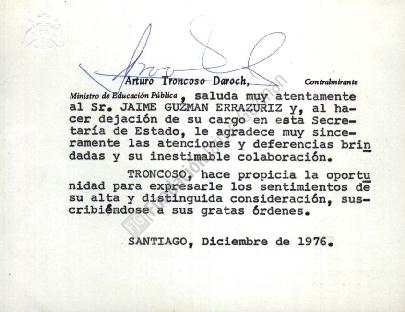 Arturo Troncoso Daroch, Contralmirante
Ministro de Educación Pública, saluda muy atentamente
al Sr. JAIME GUZMAN ERRAZURIZ y, al ha
cer dejación de su cargo en esta Secre
taría de Estado, le agradece muy since-
ramente las atenciones y deferencias brin
dadas y su inestimable colaboración.
TRONCOSO, hace propicia la oportu
nidad para expresarle los sentimientos de
su alta y distinguida consideración, sus-
cribiéndose a sus gratas órdenes.
SANTIAGO, Diciembre de 1976.